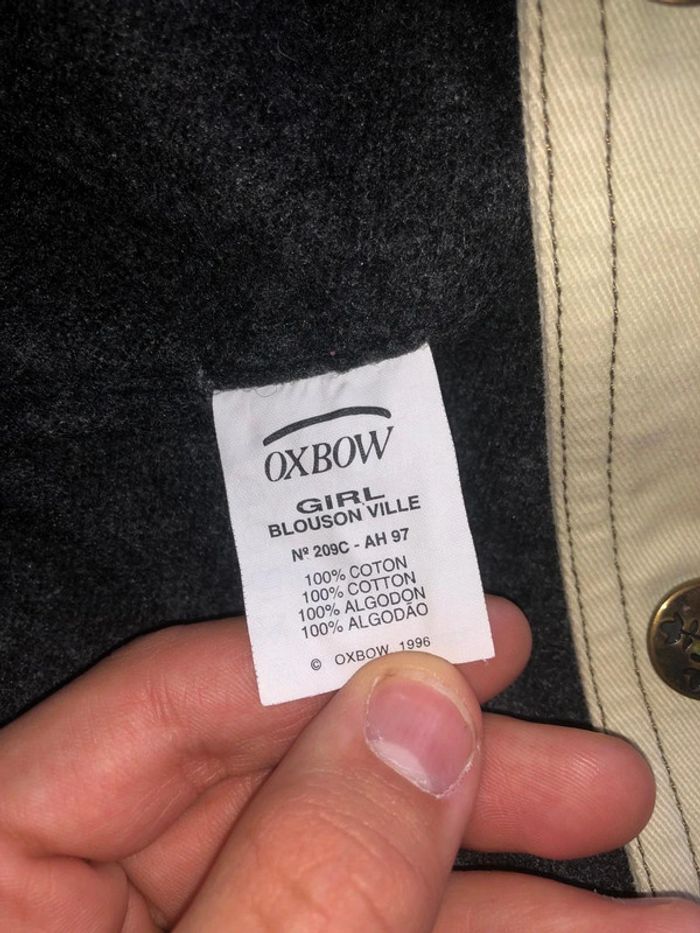 OXBOW
GIRL
BLOUSON VILLE
Nº 209C - AH 97
100% COTON
100% COTTON
100% ALGODON
100% ALGODÃO
© OXBOW 1996